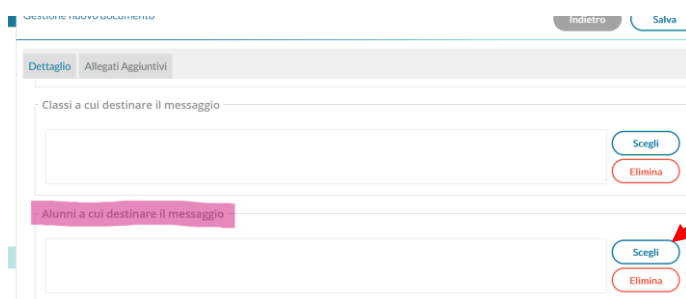 Gestione nuovo documento
Indietro
Salva
Dettaglio
Allegati Aggiuntivi
Classi a cui destinare il messaggio
Scegli
Elimina
Alunni a cui destinare il messaggio
Scegli
Elimina